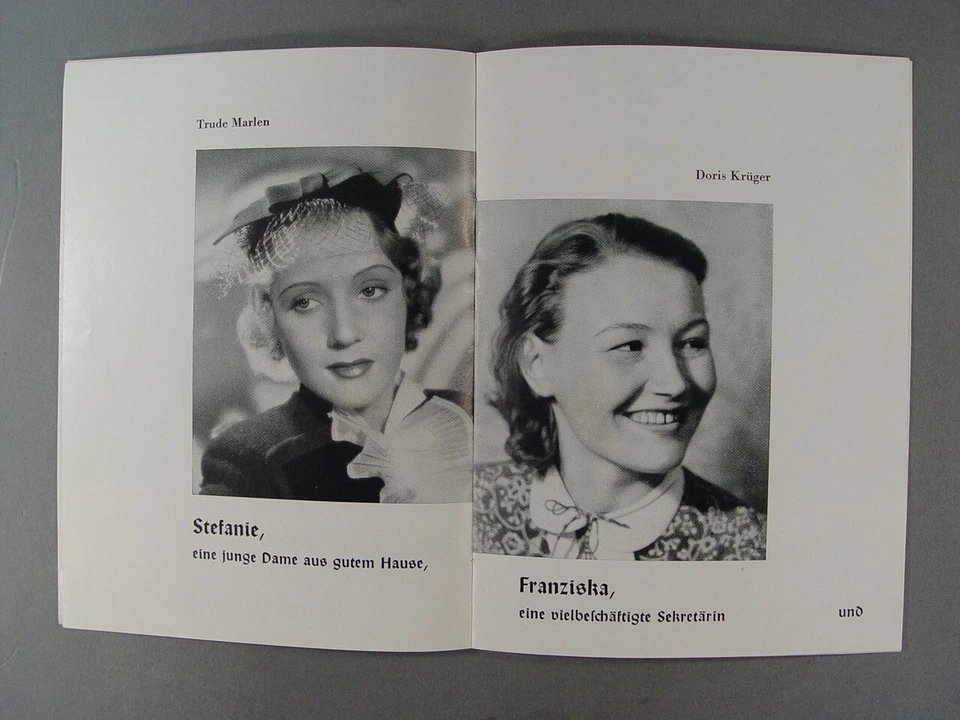 Trude Marlen
Stefanie,
eine junge Dame aus gutem Hause,
Doris Krüger
Franziska,
eine vielbeſchäftigte Sekretärin
und